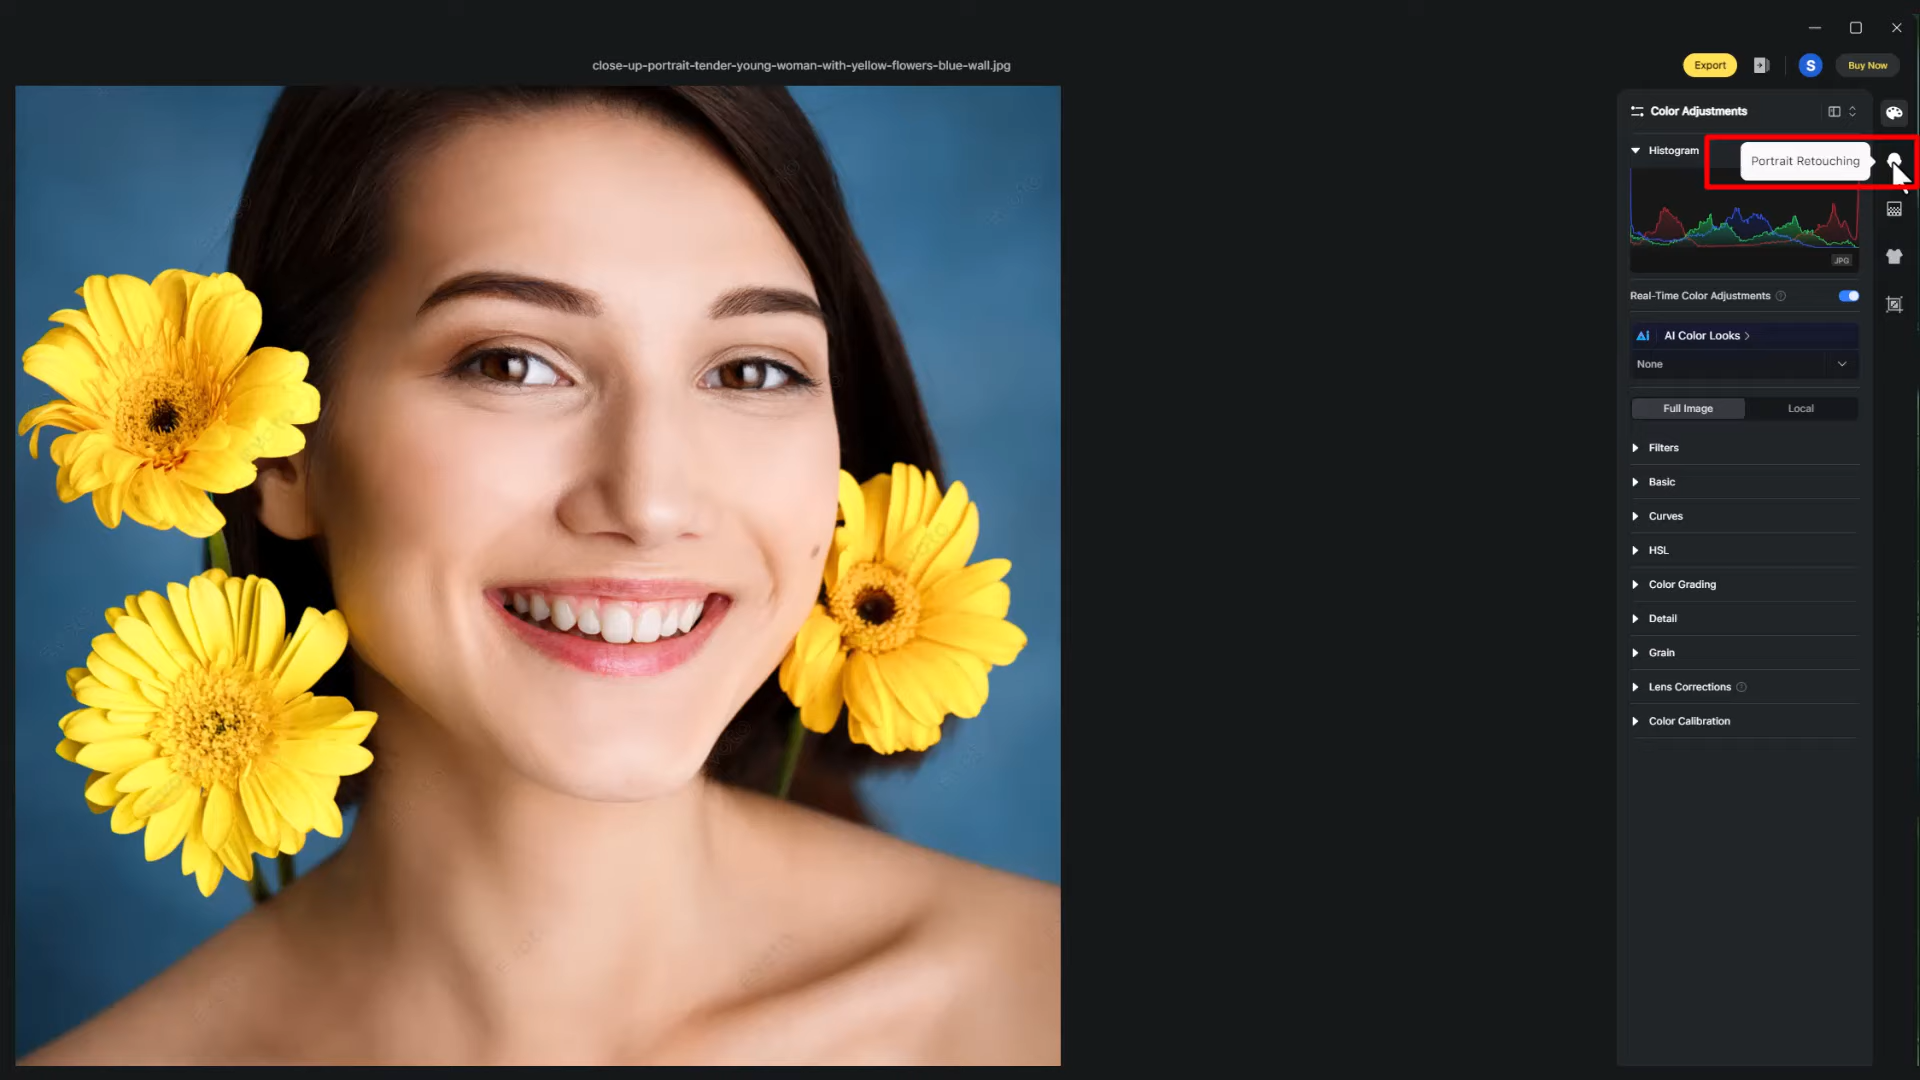 close-up-portrait-tender-young-woman-with-yellow-flowers-blue-wall.jpg
Export
S
Buy Now
Color Adjustments
Histogram
Portrait Retouching
JPG
Real-Time Color Adjustments
Ai AI Color Looks >
None
Full Image Local
Filters
Basic
Curves
HSL
Color Grading
Detail
Grain
Lens Corrections
Color Calibration